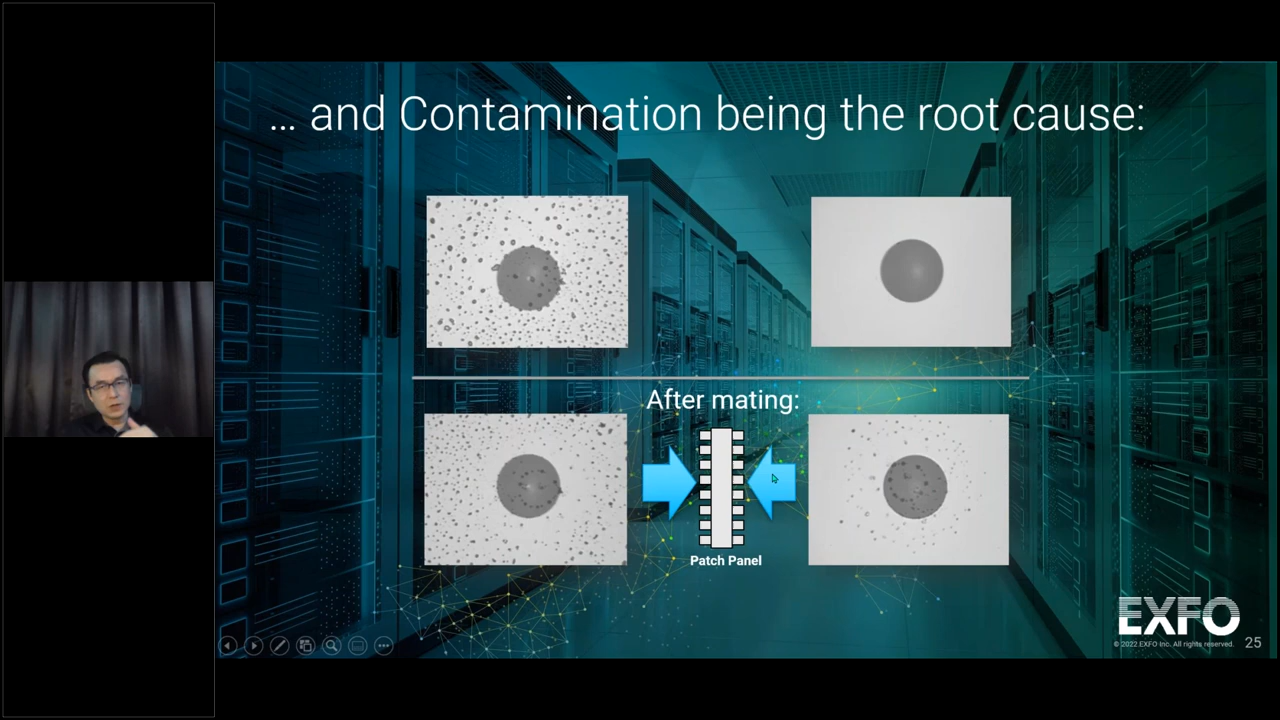 ... and Contamination being the root cause:
After mating:
Patch Panel
EXFO
© 2022 EXFO Inc. All rights reserved.
25